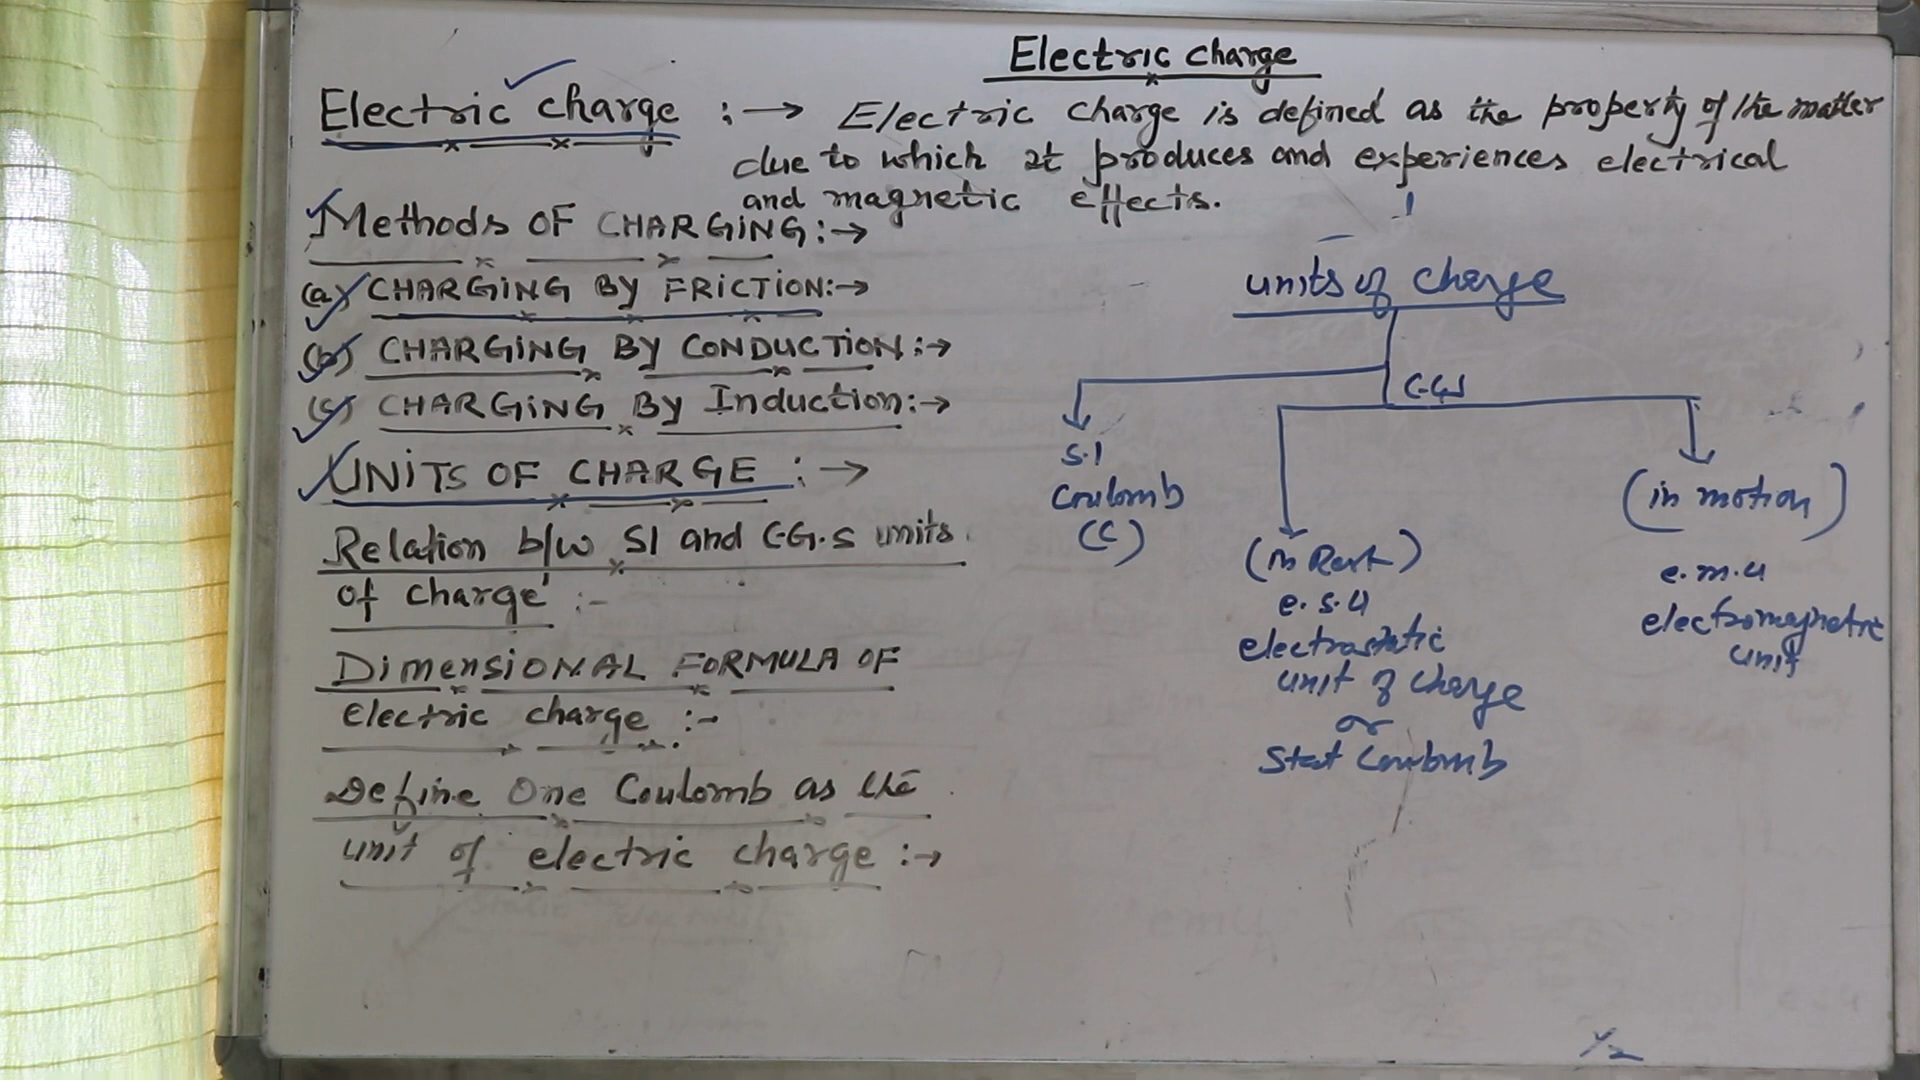 Electric charge
Electric charge :→ Electric charge is defined as the property of the matter
due to which it produces and experiences electrical
and magnetic effects.
Methods OF CHARGING:→
(a) CHARGING BY FRICTION:→
(b) CHARGING BY CONDUCTION:→
(c) CHARGING By Induction:→
UNITS OF CHARGE :→
Relation b/w SI and C.G.S units
of charge :-
DimensIONAL FORMULA OF
electric charge :-
Define One Coulomb as the
unit of electric charge :→
units of charge
C.G.S
S.I
Coulomb
(C)
(in Rest)
e.s.u
electrostatic
unit of charge
or
Stat Coulomb
(in motion)
e.m.u
electromagnetic
unit